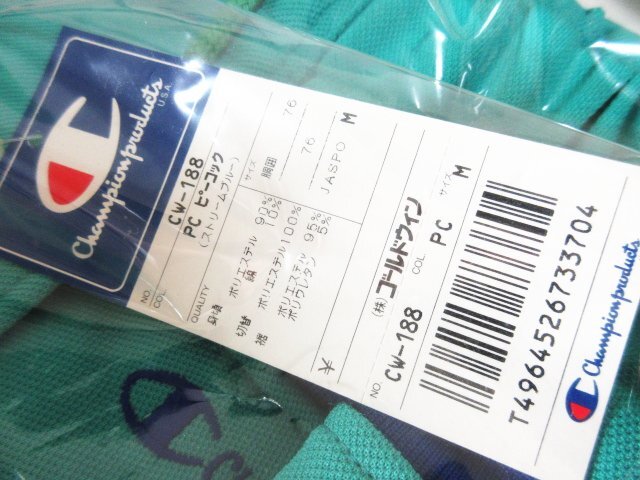 Champion products
USA
NO. CW-188
COL. PC ピーコック
(ストリームブルー)
QUALITY
身頃 ポリエステル 90%
綿 10%
切替 ポリエステル 100%
裾 ポリエステル 95%
ポリウレタン 5%
サイズ 76
胴囲 76
JASPO M
¥
(株)ゴールドウイン
NO. CW-188 COL. PC サイズ M
T4964526733704
Champion products
Champion